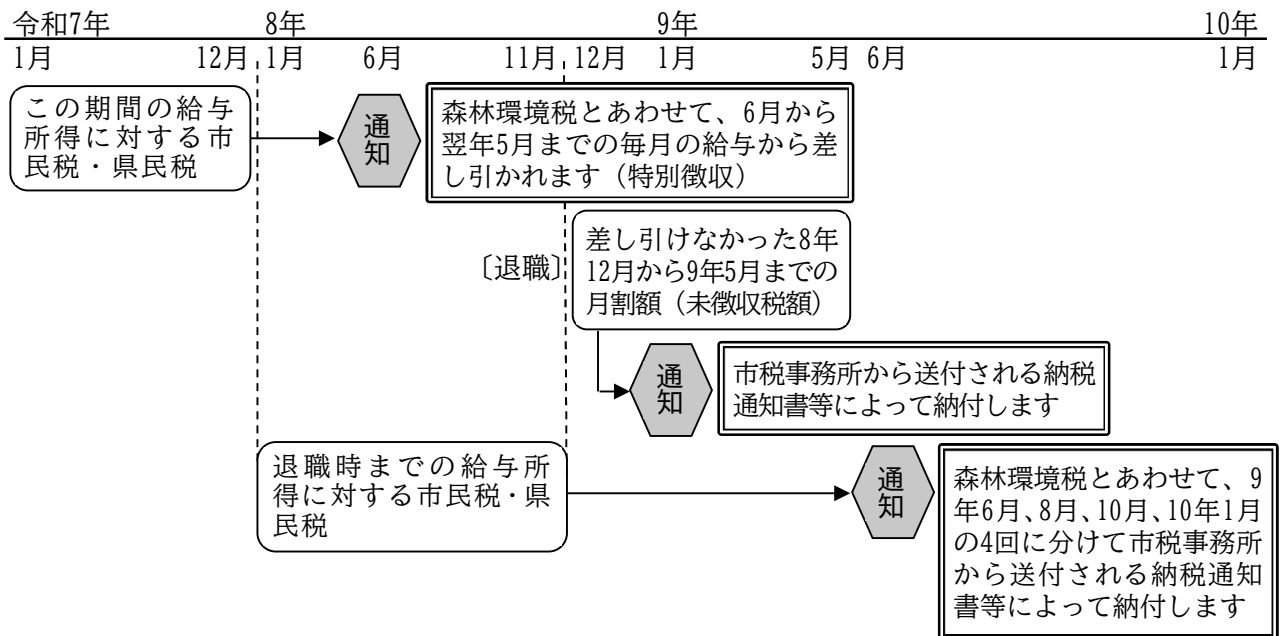 令和7年 8年 9年 10年
1月 12月 1月 6月 11月 12月 1月 5月 6月 1月
この期間の給与
所得に対する市
民税・県民税
通知
森林環境税とあわせて、6月から
翌年5月までの毎月の給与から差
し引かれます（特別徴収）
〔退職〕
差し引けなかった8年
12月から9年5月までの
月割額（未徴収税額）
通知
市税事務所から送付される納税
通知書等によって納付します
退職時までの給与所
得に対する市民税・県
民税
通知
森林環境税とあわせて、9
年6月、8月、10月、10年1月
の4回に分けて市税事務所
から送付される納税通知
書等によって納付します